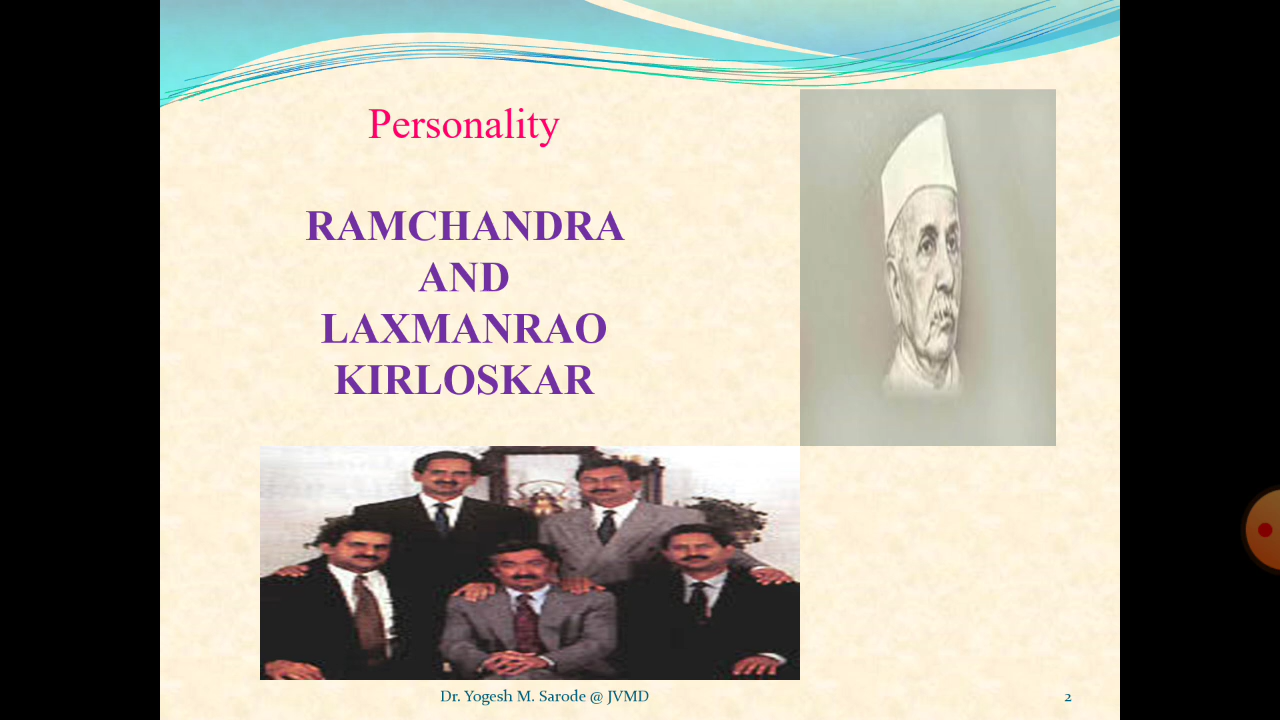 Personality
RAMCHANDRA
AND
LAXMANRAO
KIRLOSKAR
Dr. Yogesh M. Sarode @ JVMD
2